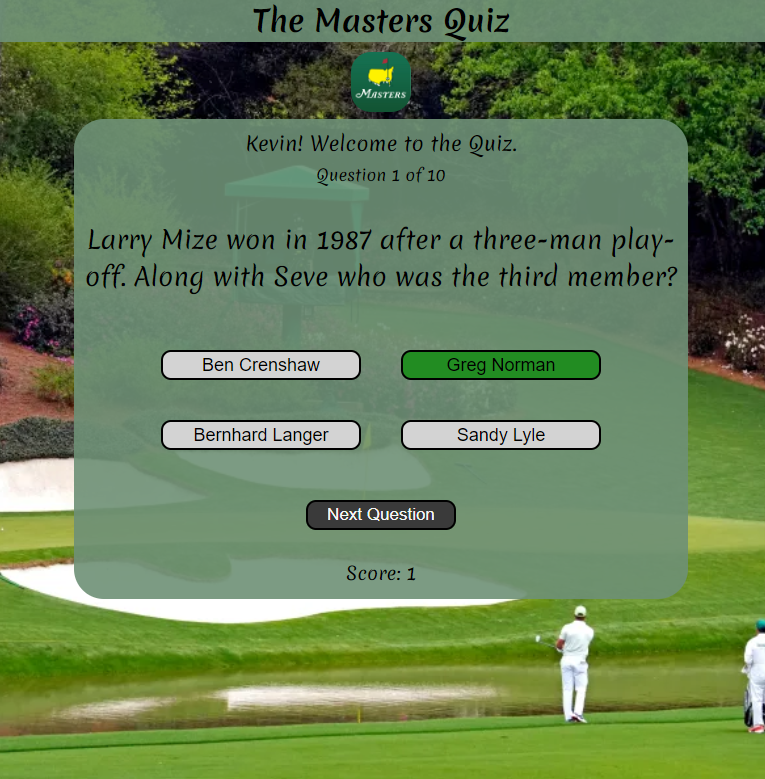 The Masters Quiz
MASTERS
Kevin! Welcome to the Quiz.
Question 1 of 10
Larry Mize won in 1987 after a three-man play-
off. Along with Seve who was the third member?
Ben Crenshaw
Greg Norman
Bernhard Langer
Sandy Lyle
Next Question
Score: 1